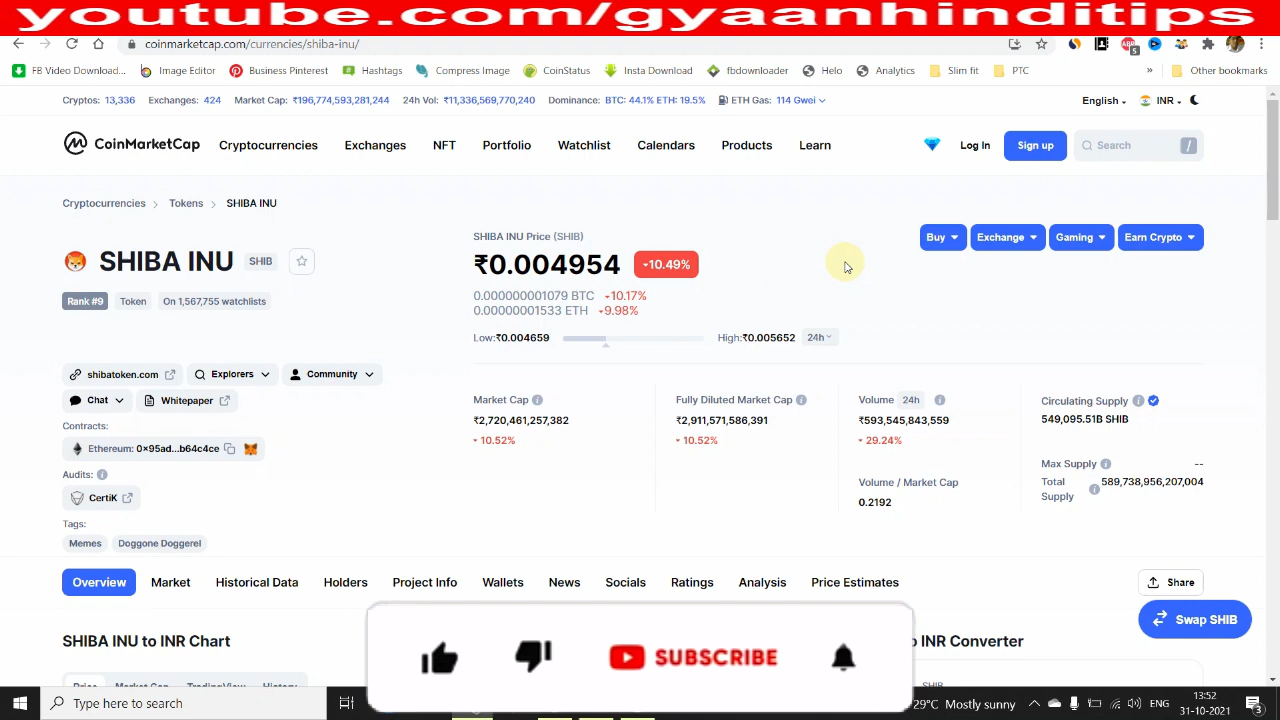 youtube.com/gyaanhinditips
coinmarketcap.com/currencies/shiba-inu/
ABP 5
FB Video Download... Image Editor Business Pinterest Hashtags Compress Image CoinStatus Insta Download fbdownloader Helo Analytics Slim fit PTC » Other bookmarks
Cryptos: 13,336 Exchanges: 424 Market Cap: ₹196,774,593,281,244 24h Vol: ₹11,336,569,770,240 Dominance: BTC: 44.1% ETH: 19.5% ETH Gas: 114 Gwei English INR
CoinMarketCap Cryptocurrencies Exchanges NFT Portfolio Watchlist Calendars Products Learn Log In Sign up Search /
Cryptocurrencies > Tokens > SHIBA INU
SHIBA INU SHIB
Rank #9 Token On 1,567,755 watchlists
SHIBA INU Price (SHIB)
₹0.004954 10.49%
0.000000001079 BTC 10.17%
0.00000001533 ETH 9.98%
Low:₹0.004659 High:₹0.005652 24h
Buy Exchange Gaming Earn Crypto
shibatoken.com Explorers Community
Chat Whitepaper
Contracts:
Ethereum: 0x95ad...b64c4ce
Audits:
CertiK
Tags:
Memes Doggone Doggerel
Market Cap
₹2,720,461,257,382
10.52%
Fully Diluted Market Cap
₹2,911,571,586,391
10.52%
Volume 24h
₹593,545,843,559
29.24%
Volume / Market Cap
0.2192
Circulating Supply
549,095.51B SHIB
Max Supply --
Total Supply 589,738,956,207,004
Overview Market Historical Data Holders Project Info Wallets News Socials Ratings Analysis Price Estimates Share
Swap SHIB
SHIBA INU to INR Chart
o INR Converter
Price Market Cap TradingView History
SHIB
SUBSCRIBE
Type here to search
29°C Mostly sunny ENG 13:52
31-10-2021 3